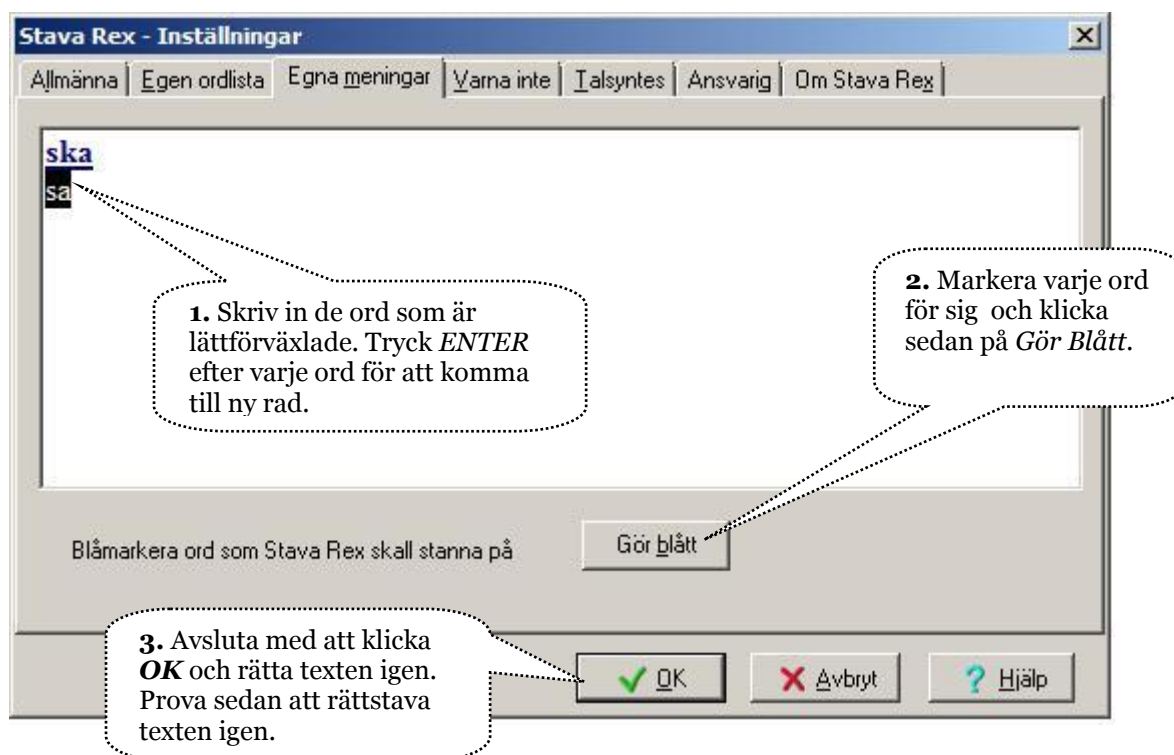 Stava Rex - Inställningar
Allmänna Egen ordlista Egna meningar Varna inte Talsyntes Ansvarig Om Stava Rex
ska
sa
1. Skriv in de ord som är
lättförväxlade. Tryck ENTER
efter varje ord för att komma
till ny rad.
2. Markera varje ord
för sig och klicka
sedan på Gör Blått.
Blåmarkera ord som Stava Rex skall stanna på
Gör blått
3. Avsluta med att klicka
OK och rätta texten igen.
Prova sedan att rättstava
texten igen.
OK Avbryt Hjälp